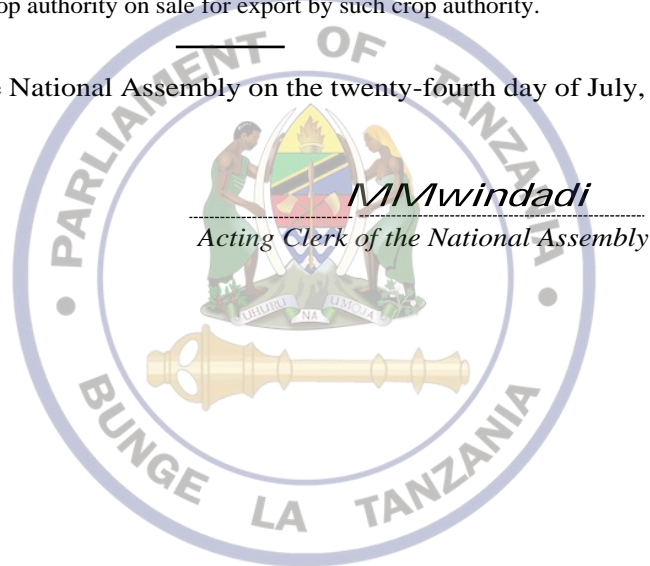 op authority on sale for export by such crop authority.
National Assembly on the twenty-fourth day of July,
MMwindadi
Acting Clerk of the National Assembly
PARLIAMENT OF TANZANIA
UHURU NA UMOJA
BUNGE LA TANZANIA